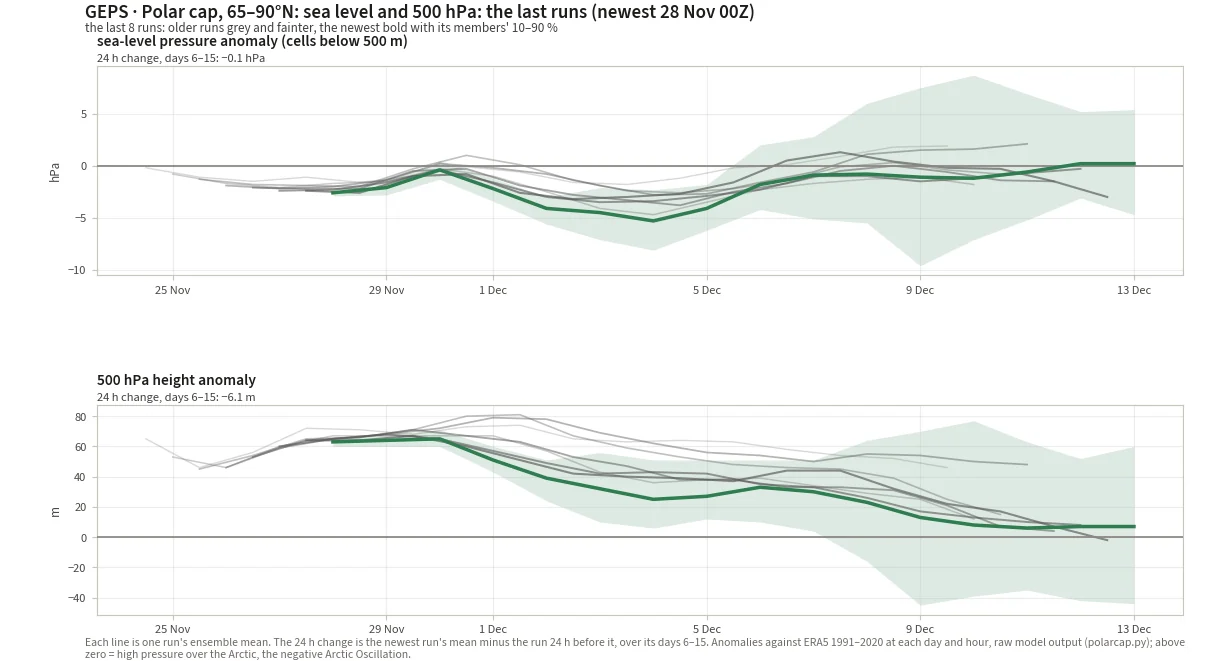 GEPS · Polar cap, 65–90°N: sea level and 500 hPa: the last runs (newest 28 Nov 00Z)
the last 8 runs: older runs grey and fainter, the newest bold with its members' 10–90 %
sea-level pressure anomaly (cells below 500 m)
24 h change, days 6–15: −0.1 hPa
5
0
−5
−10
hPa
25 Nov 29 Nov 1 Dec 5 Dec 9 Dec 13 Dec
500 hPa height anomaly
24 h change, days 6–15: −6.1 m
80
60
40
20
0
−20
−40
m
25 Nov 29 Nov 1 Dec 5 Dec 9 Dec 13 Dec
Each line is one run's ensemble mean. The 24 h change is the newest run's mean minus the run 24 h before it, over its days 6–15. Anomalies against ERA5 1991–2020 at each day and hour, raw model output (polarcap.py); above
zero = high pressure over the Arctic, the negative Arctic Oscillation.